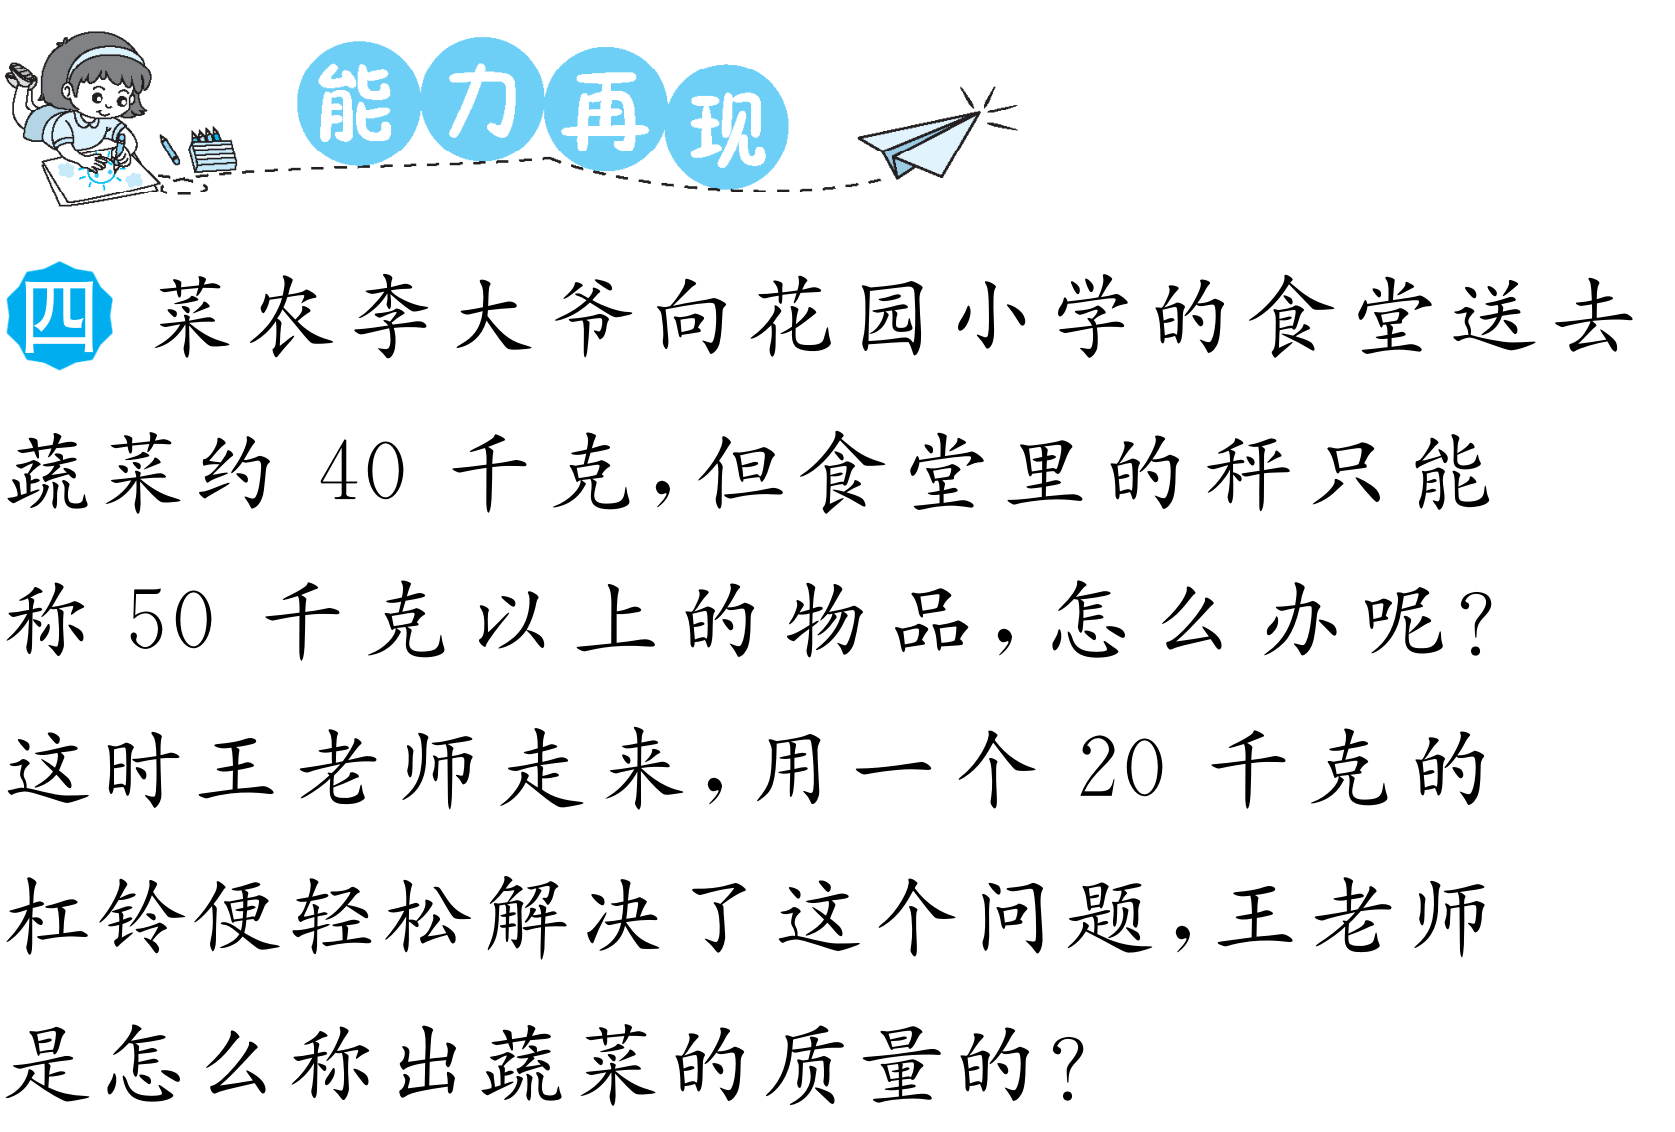 能力再现
四 菜农李大爷向花园小学的食堂送去
蔬菜约 40 千克,但食堂里的秤只能
称 50 千克以上的物品,怎么办呢?
这时王老师走来,用一个 20 千克的
杠铃便轻松解决了这个问题,王老师
是怎么称出蔬菜的质量的?